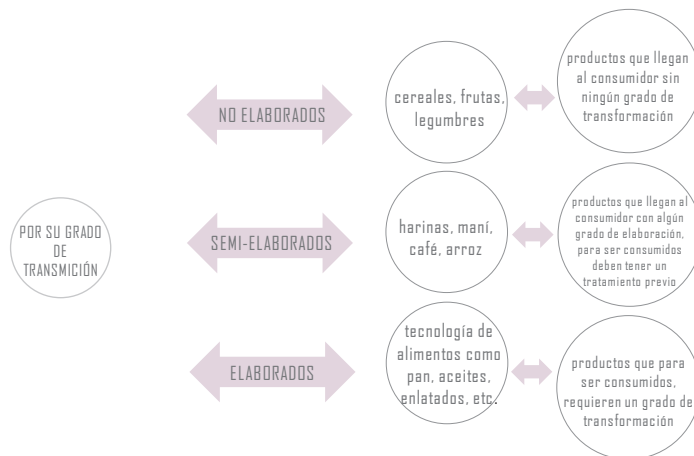 POR SU GRADO
DE
TRANSMICIÓN
NO ELABORADOS
cereales, frutas,
legumbres
productos que llegan
al consumidor sin
ningún grado de
transformación
SEMI-ELABORADOS
harinas, maní,
café, arroz
productos que llegan al
consumidor con algún
grado de elaboración,
para ser consumidos
deben tener un
tratamiento previo
ELABORADOS
tecnología de
alimentos como
pan, aceites,
enlatados, etc.
productos que para
ser consumidos,
requieren un grado de
transformación